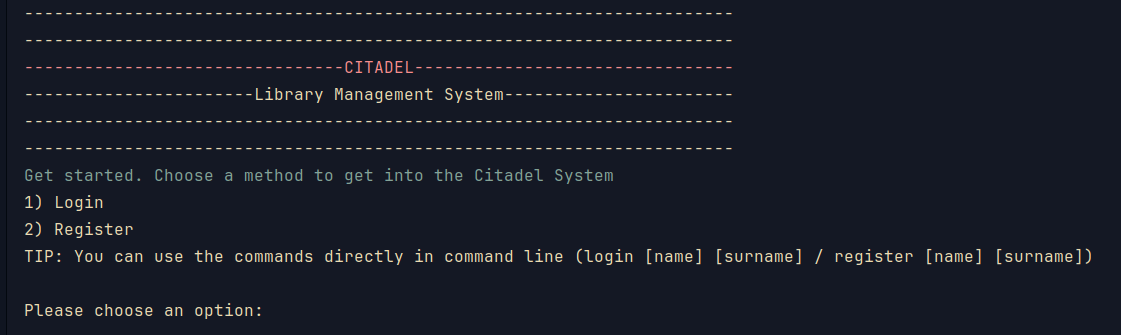 -----------------------------------------------------------------------
-----------------------------------------------------------------------
--------------------------------CITADEL--------------------------------
-----------------------Library Management System-----------------------
-----------------------------------------------------------------------
-----------------------------------------------------------------------
Get started. Choose a method to get into the Citadel System
1) Login
2) Register
TIP: You can use the commands directly in command line (login [name] [surname] / register [name] [surname])
Please choose an option: